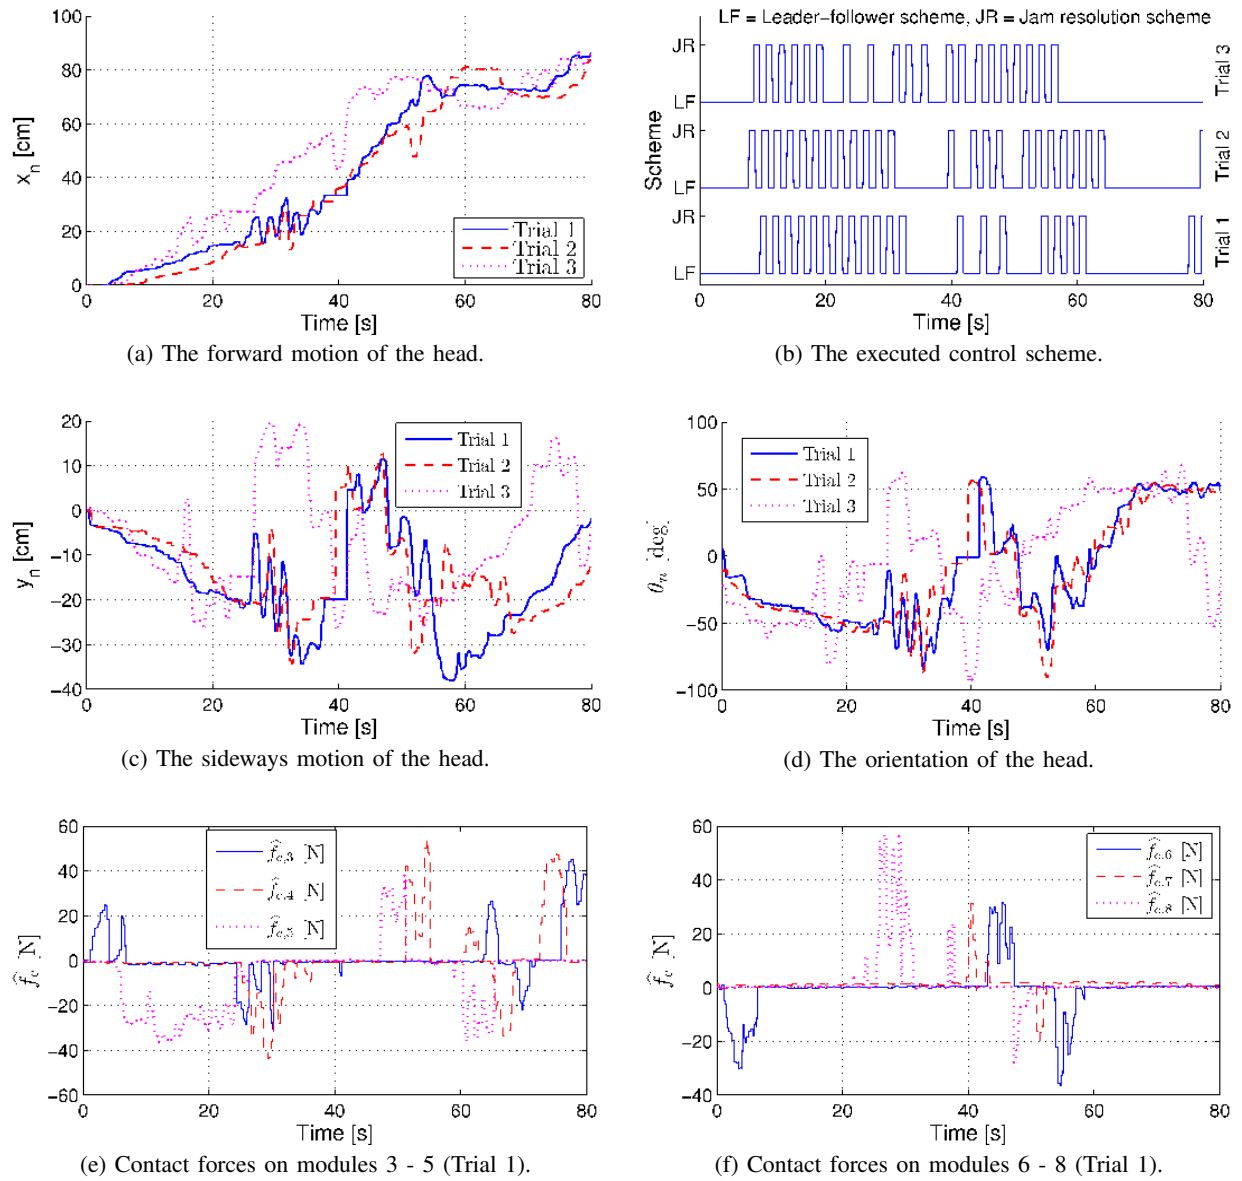 100
80
60
40
20
0
x_n [cm]
Trial 1
Trial 2
Trial 3
0 20 40 60 80
Time [s]
(a) The forward motion of the head.
LF = Leader-follower scheme, JR = Jam resolution scheme
JR
LF
JR
LF
JR
LF
Scheme
Trial 3
Trial 2
Trial 1
0 20 40 60 80
Time [s]
(b) The executed control scheme.
20
10
0
-10
-20
-30
-40
y_n [cm]
Trial 1
Trial 2
Trial 3
0 20 40 60 80
Time [s]
(c) The sideways motion of the head.
100
50
0
-50
-100
θ_n [deg]
Trial 1
Trial 2
Trial 3
0 20 40 60 80
Time [s]
(d) The orientation of the head.
60
40
20
0
-20
-40
-60
f̂_c [N]
f̂_c,3 [N]
f̂_c,4 [N]
f̂_c,5 [N]
0 20 40 60 80
Time [s]
(e) Contact forces on modules 3 - 5 (Trial 1).
60
40
20
0
-20
-40
f̂_c [N]
f̂_c,6 [N]
f̂_c,7 [N]
f̂_c,8 [N]
0 20 40 60 80
Time [s]
(f) Contact forces on modules 6 - 8 (Trial 1).